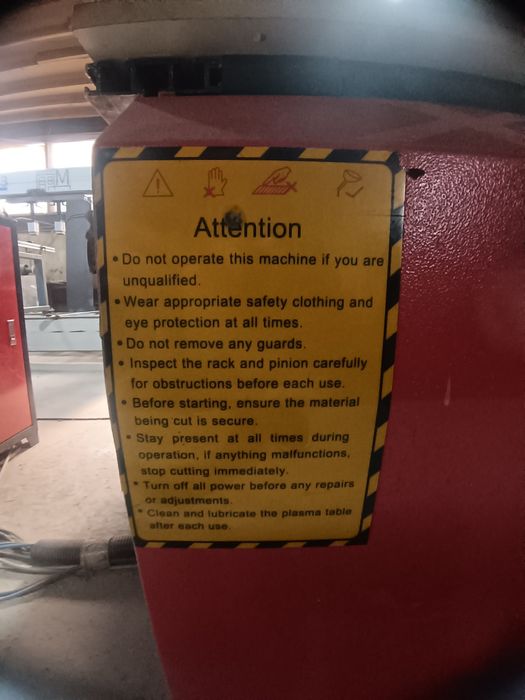 Attention
• Do not operate this machine if you are
unqualified.
• Wear appropriate safety clothing and
eye protection at all times.
• Do not remove any guards.
• Inspect the rack and pinion carefully
for obstructions before each use.
• Before starting, ensure the material
being cut is secure.
• Stay present at all times during
operation, if anything malfunctions,
stop cutting immediately.
• Turn off all power before any repairs
or adjustments.
• Clean and lubricate the plasma table
after each use.